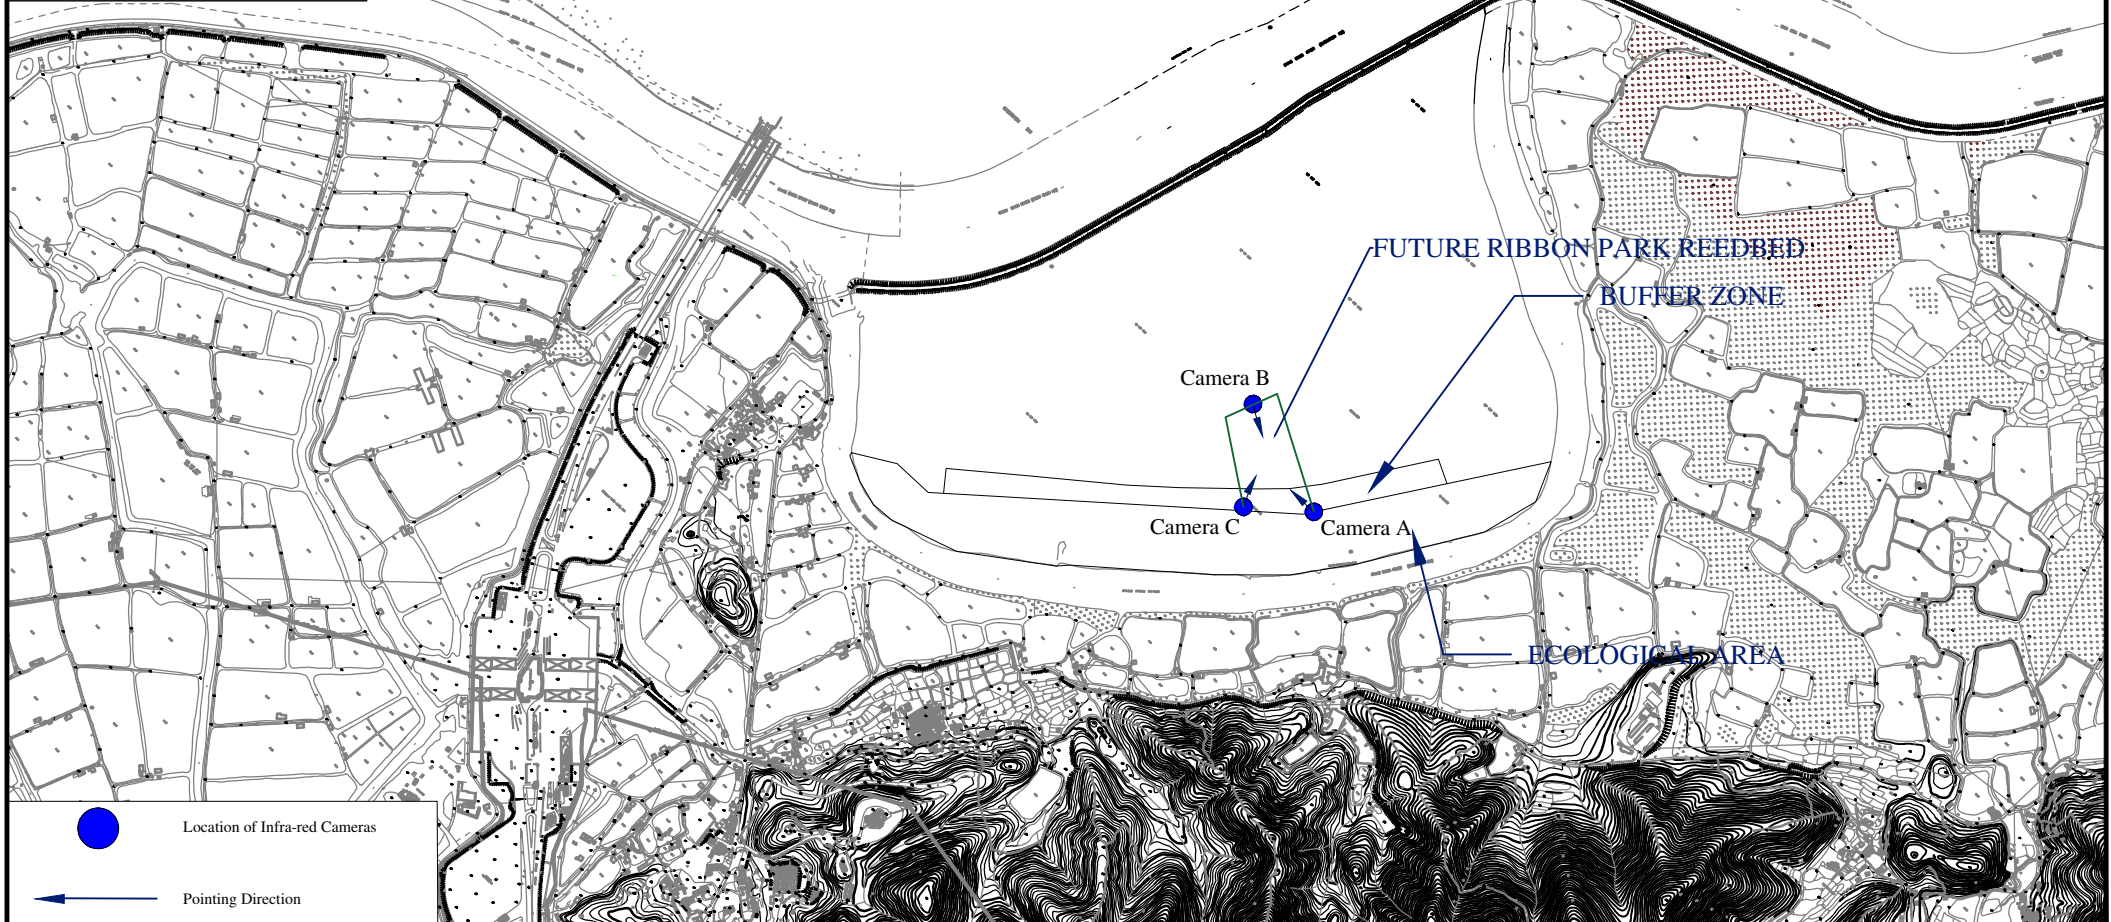 FUTURE RIBBON PARK REEDBED
BUFFER ZONE
Camera B
Camera C
Camera A
ECOLOGICAL AREA
Location of Infra-red Cameras
Pointing Direction